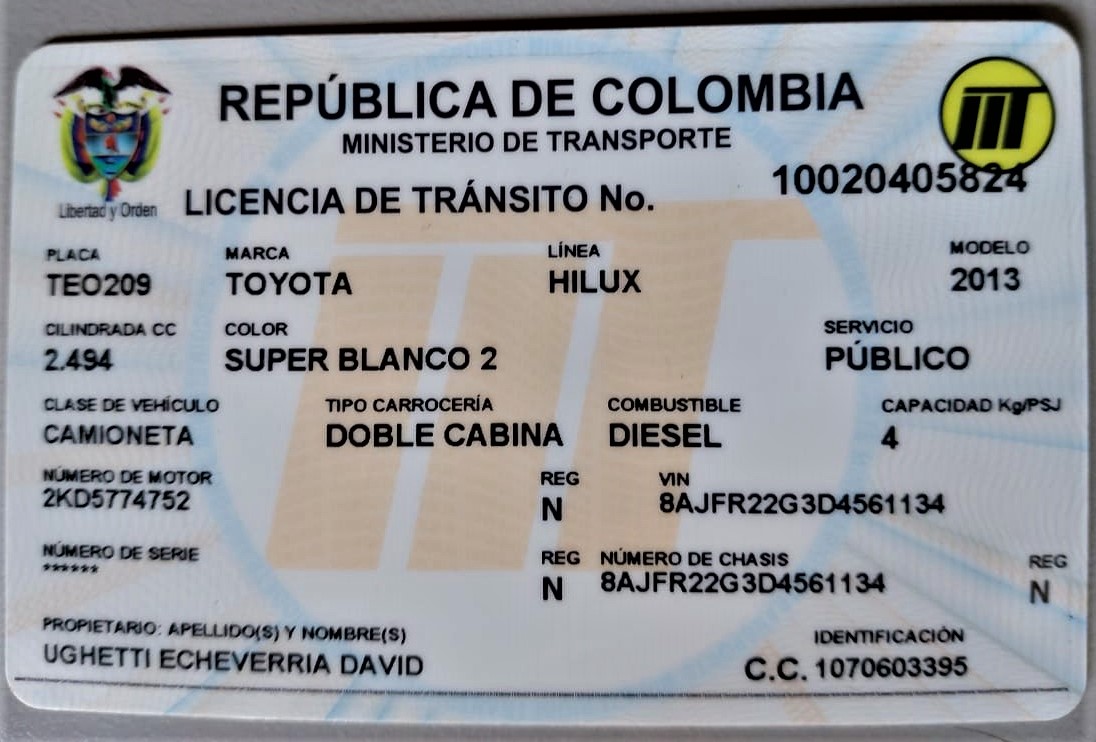 REPÚBLICA DE COLOMBIA
MINISTERIO DE TRANSPORTE
Libertad y Orden
LICENCIA DE TRÁNSITO No. 10020405824
PLACA MARCA LÍNEA MODELO
TEO209 TOYOTA HILUX 2013
CILINDRADA CC COLOR SERVICIO
2.494 SUPER BLANCO 2 PÚBLICO
CLASE DE VEHÍCULO TIPO CARROCERÍA COMBUSTIBLE CAPACIDAD Kg/PSJ
CAMIONETA DOBLE CABINA DIESEL 4
NÚMERO DE MOTOR REG VIN
2KD5774752 N 8AJFR22G3D4561134
NÚMERO DE SERIE REG NÚMERO DE CHASIS REG
****** N 8AJFR22G3D4561134 N
PROPIETARIO: APELLIDO(S) Y NOMBRE(S) IDENTIFICACIÓN
UGHETTI ECHEVERRIA DAVID C.C. 1070603395